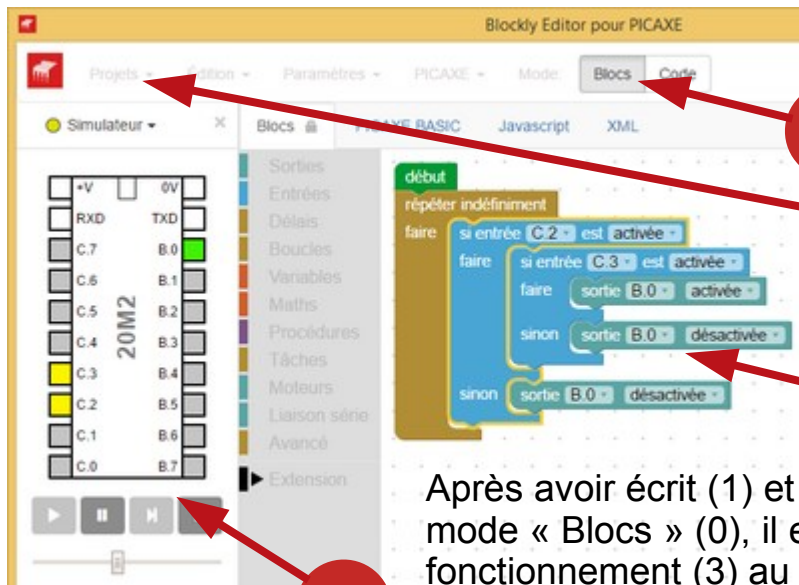 Blockly Editor pour PICAXE
Projets Édition Paramètres PICAXE Mode: Blocs Code
Simulateur ×
Blocs PICAXE BASIC Javascript XML
+V 0V
RXD TXD
C.7 B.0
C.6 B.1
C.5 B.2
C.4 B.3
C.3 B.4
C.2 B.5
C.1 B.6
C.0 B.7
20M2
Sorties
Entrées
Délais
Boucles
Variables
Maths
Procédures
Tâches
Moteurs
Liaison série
Avancé
Extension
début
répéter indéfiniment
faire si entrée C.2 est activée
faire si entrée C.3 est activée
faire sortie B.0 activée
sinon sortie B.0 désactivée
sinon sortie B.0 désactivée
Après avoir écrit (1) et
mode « Blocs » (0), il
fonctionnement (3) au